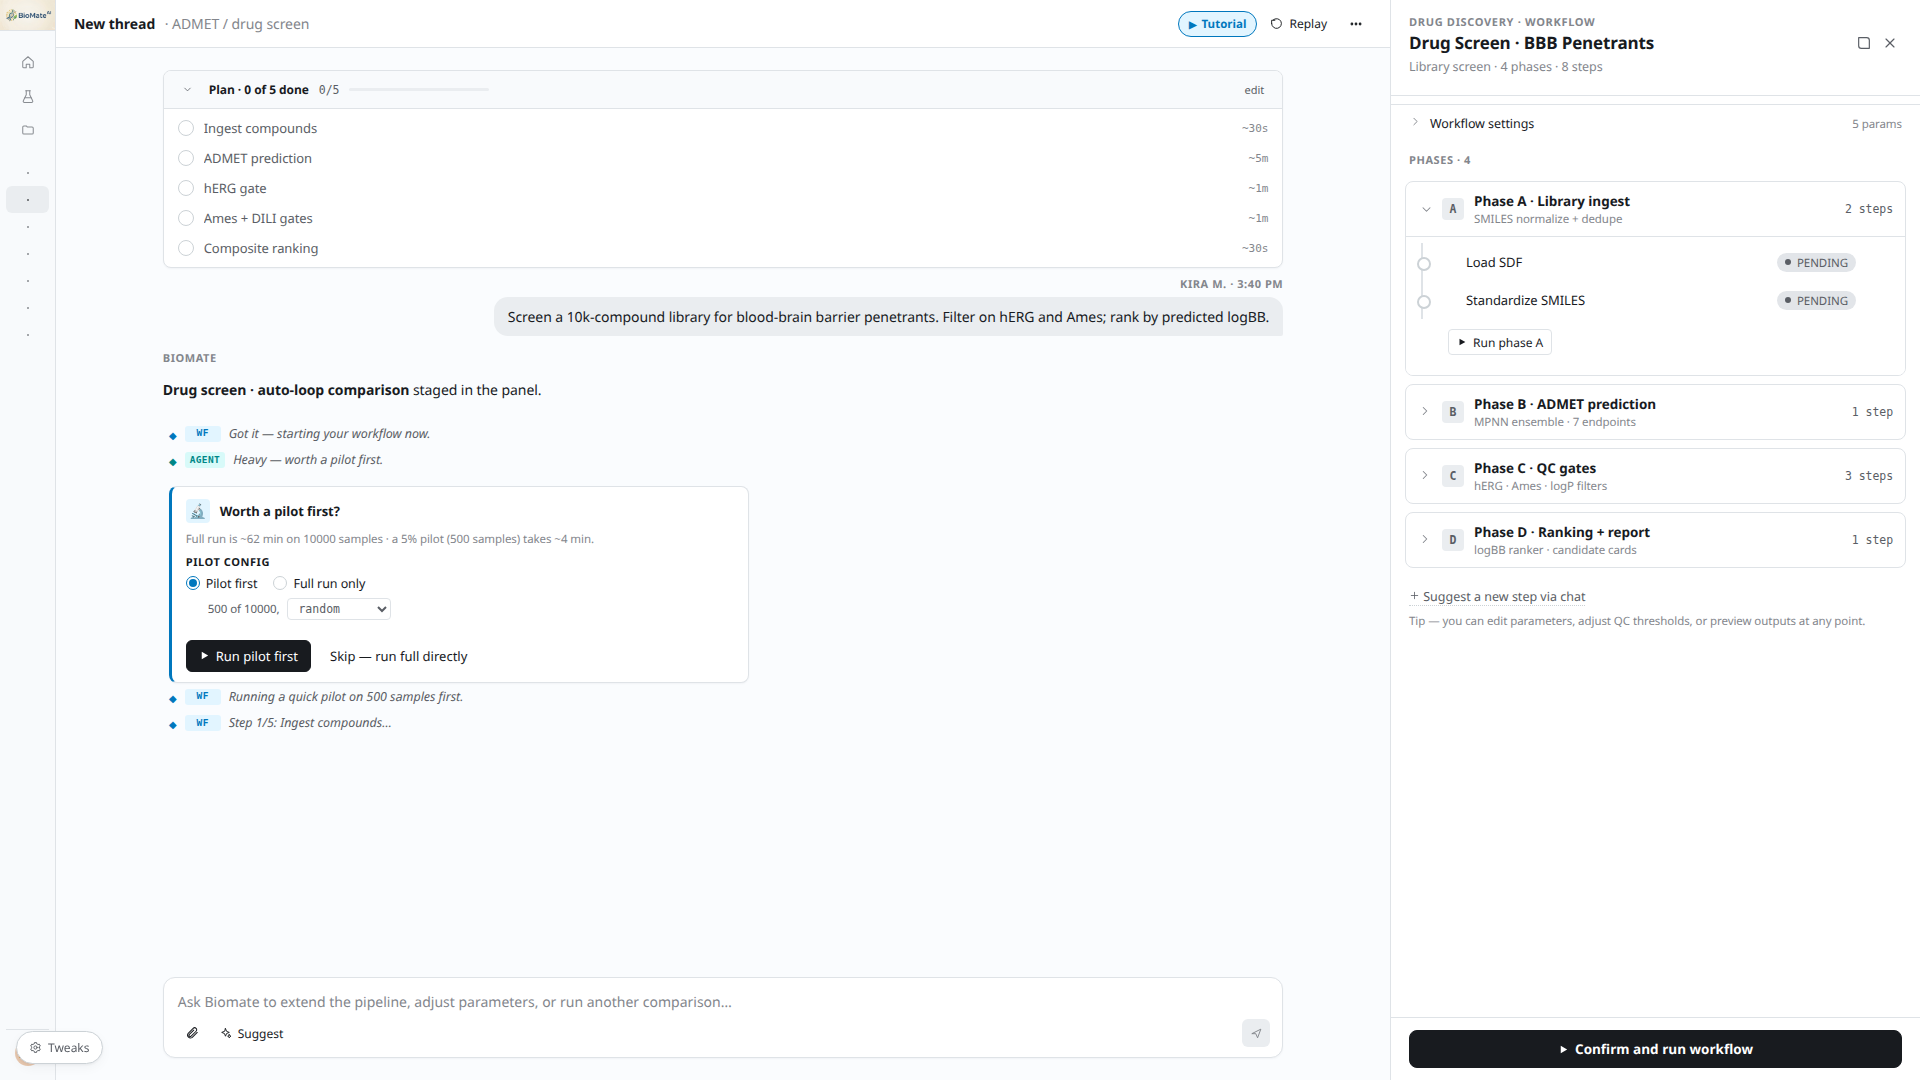 BioMate AI
New thread · ADMET / drug screen
▶ Tutorial
Replay
Plan · 0 of 5 done 0/5
edit
Ingest compounds ~30s
ADMET prediction ~5m
hERG gate ~1m
Ames + DILI gates ~1m
Composite ranking ~30s
KIRA M. · 3:40 PM
Screen a 10k-compound library for blood-brain barrier penetrants. Filter on hERG and Ames; rank by predicted logBB.
BIOMATE
Drug screen · auto-loop comparison staged in the panel.
WF Got it — starting your workflow now.
AGENT Heavy — worth a pilot first.
Worth a pilot first?
Full run is ~62 min on 10000 samples · a 5% pilot (500 samples) takes ~4 min.
PILOT CONFIG
Pilot first Full run only
500 of 10000, random
Run pilot first Skip — run full directly
WF Running a quick pilot on 500 samples first.
WF Step 1/5: Ingest compounds...
Ask Biomate to extend the pipeline, adjust parameters, or run another comparison...
Suggest
Tweaks
DRUG DISCOVERY · WORKFLOW
Drug Screen · BBB Penetrants
Library screen · 4 phases · 8 steps
Workflow settings 5 params
PHASES · 4
A Phase A · Library ingest 2 steps
SMILES normalize + dedupe
Load SDF PENDING
Standardize SMILES PENDING
Run phase A
B Phase B · ADMET prediction 1 step
MPNN ensemble · 7 endpoints
C Phase C · QC gates 3 steps
hERG · Ames · logP filters
D Phase D · Ranking + report 1 step
logBB ranker · candidate cards
+ Suggest a new step via chat
Tip — you can edit parameters, adjust QC thresholds, or preview outputs at any point.
Confirm and run workflow